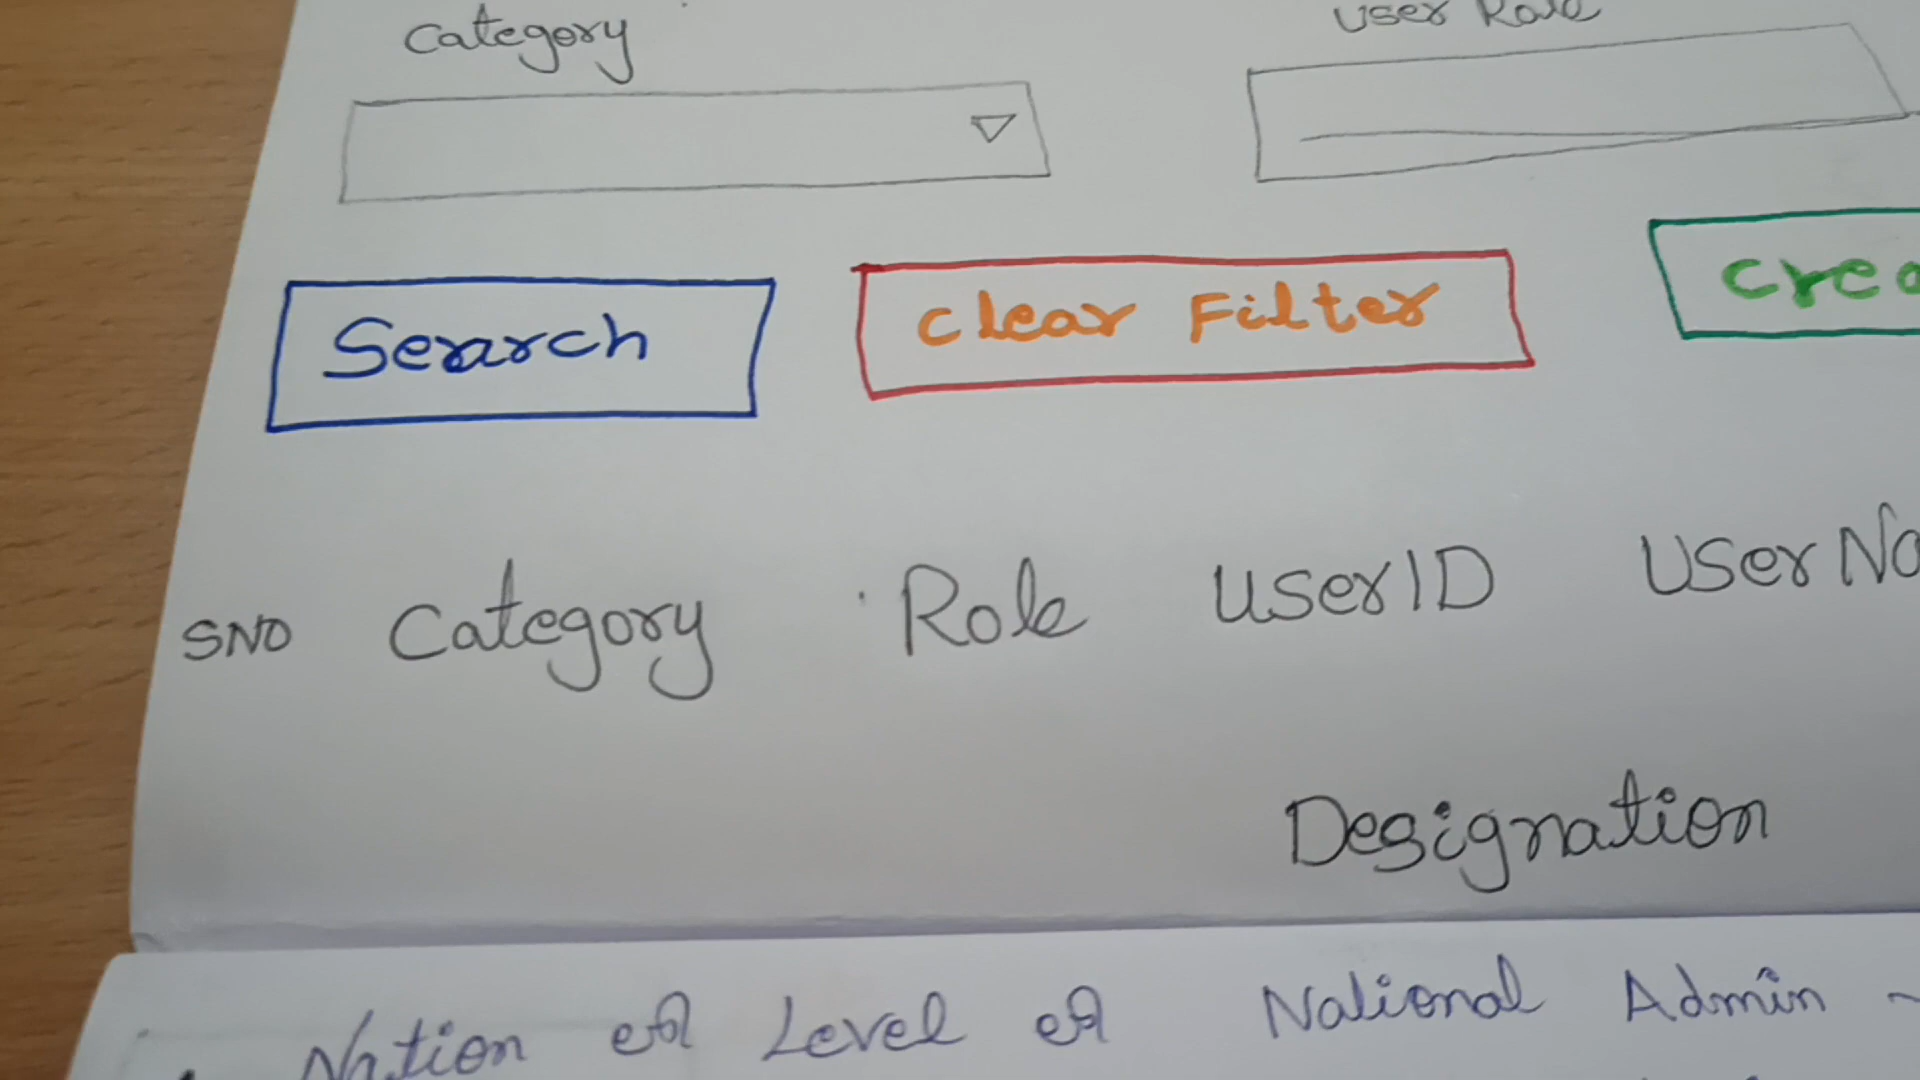 Category User Role
Search Clear Filter Crea
SNO Category Role UserID User Na
Designation
Nation Level National Admin -